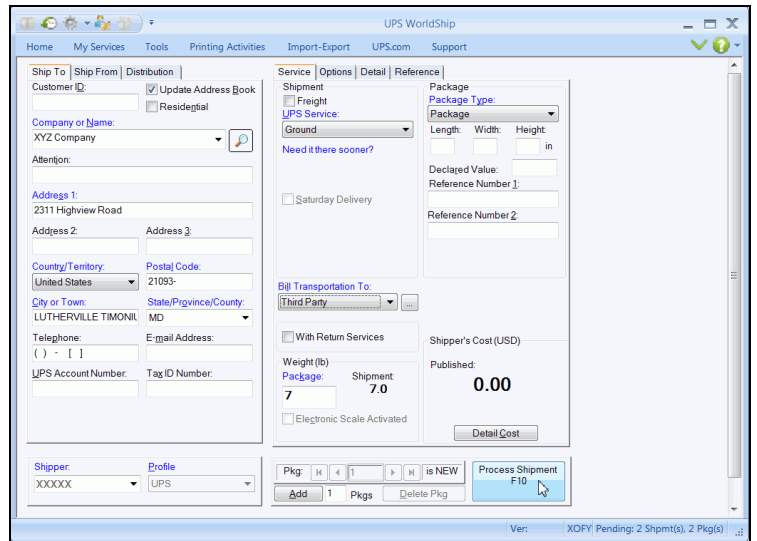 UPS WorldShip
Home My Services Tools Printing Activities Import-Export UPS.com Support
Ship To Ship From Distribution
Customer ID:
Update Address Book
Residential
Company or Name:
XYZ Company
Attention:
Address 1:
2311 Highview Road
Address 2: Address 3:
Country/Territory: Postal Code:
United States 21093-
City or Town: State/Province/County:
LUTHERVILLE TIMONIU MD
Telephone: E-mail Address:
( ) - [ ]
UPS Account Number: Tax ID Number:
Shipper: Profile
XXXXX UPS
Service Options Detail Reference
Shipment
Freight
UPS Service:
Ground
Need it there sooner?
Saturday Delivery
Package
Package Type:
Package
Length: Width: Height:
in
Declared Value:
Reference Number 1:
Reference Number 2:
Bill Transportation To:
Third Party ...
With Return Services
Weight (lb)
Package: Shipment:
7 7.0
Electronic Scale Activated
Shipper's Cost (USD)
Published:
0.00
Detail Cost
Pkg: 1 is NEW
Add 1 Pkgs Delete Pkg
Process Shipment
F10
Ver: XOFY Pending: 2 Shpmt(s), 2 Pkg(s)